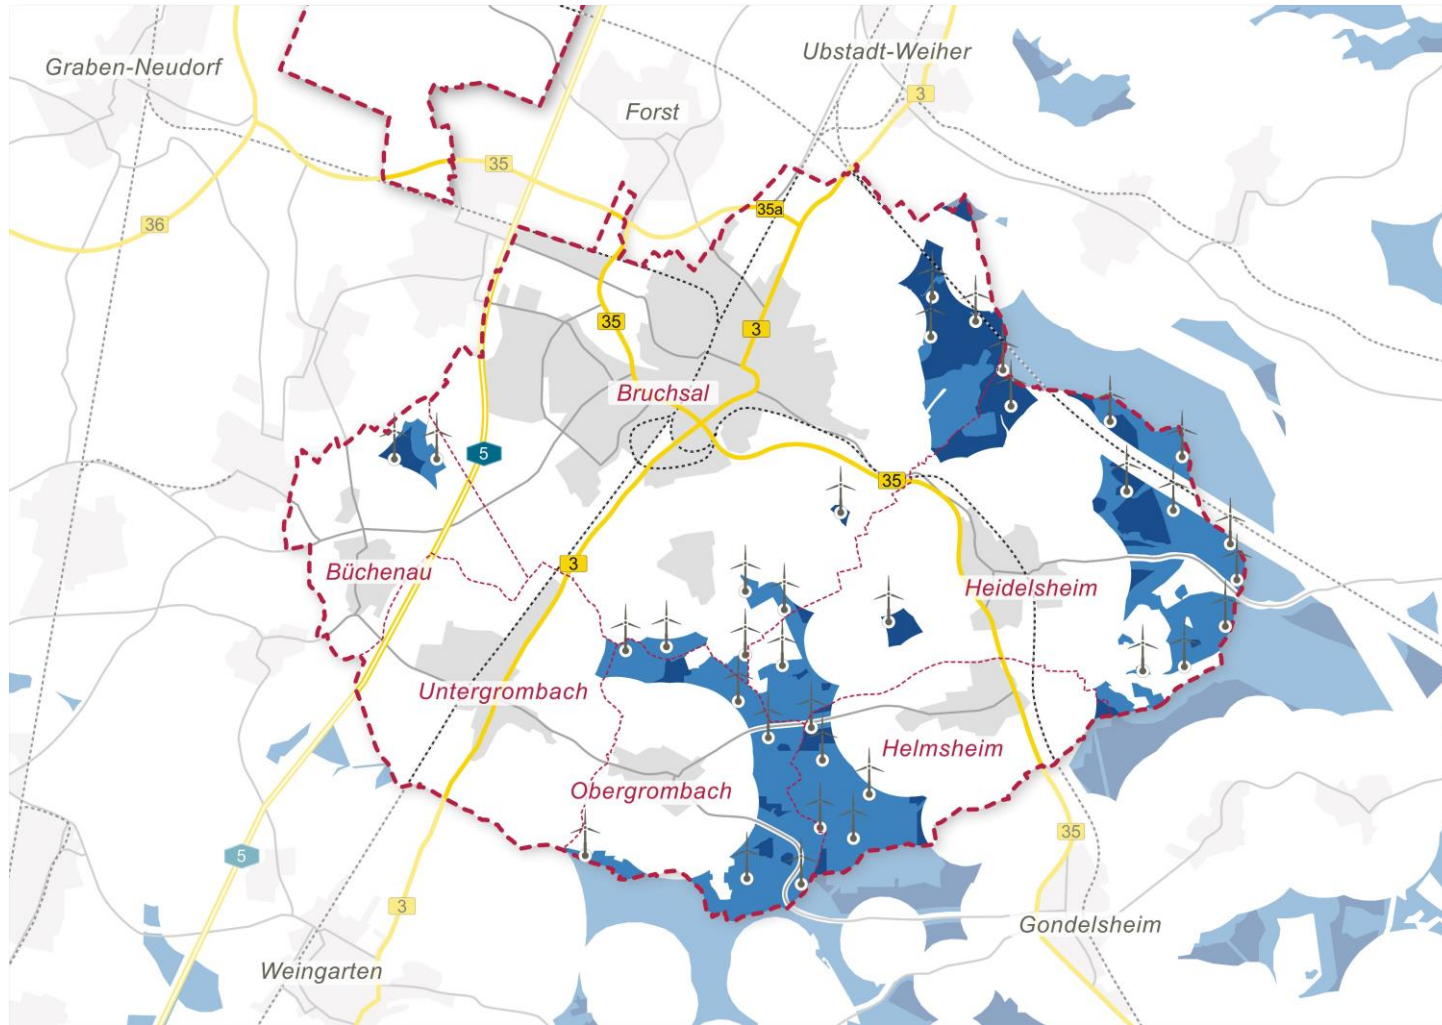 Ubstadt-Weiher
Graben-Neudorf
3
Forst
35
35a
36
35
3
Bruchsal
5
35
3
Büchenau
Heidelsheim
Untergrombach
Helmsheim
Obergrombach
35
5
3
Gondelsheim
Weingarten